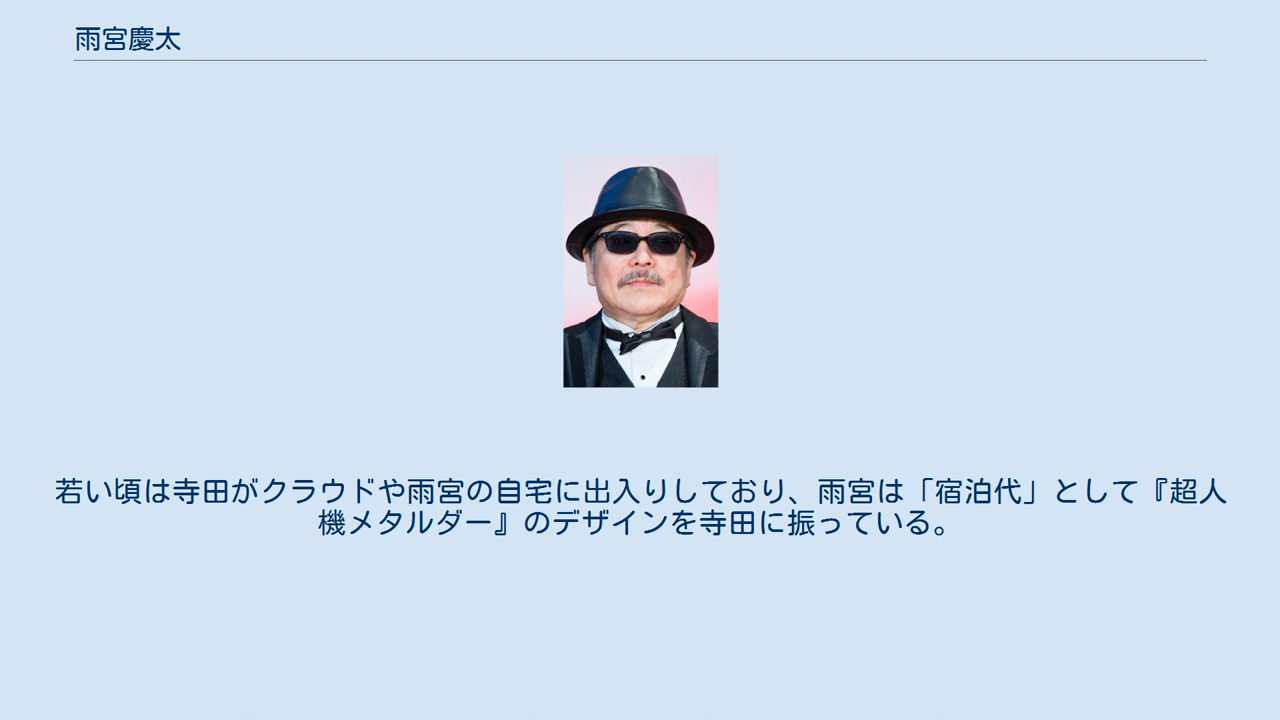 雨宮慶太
若い頃は寺田がクラウドや雨宮の自宅に出入りしており、雨宮は「宿泊代」として『超人
機メタルダー』のデザインを寺田に振っている。